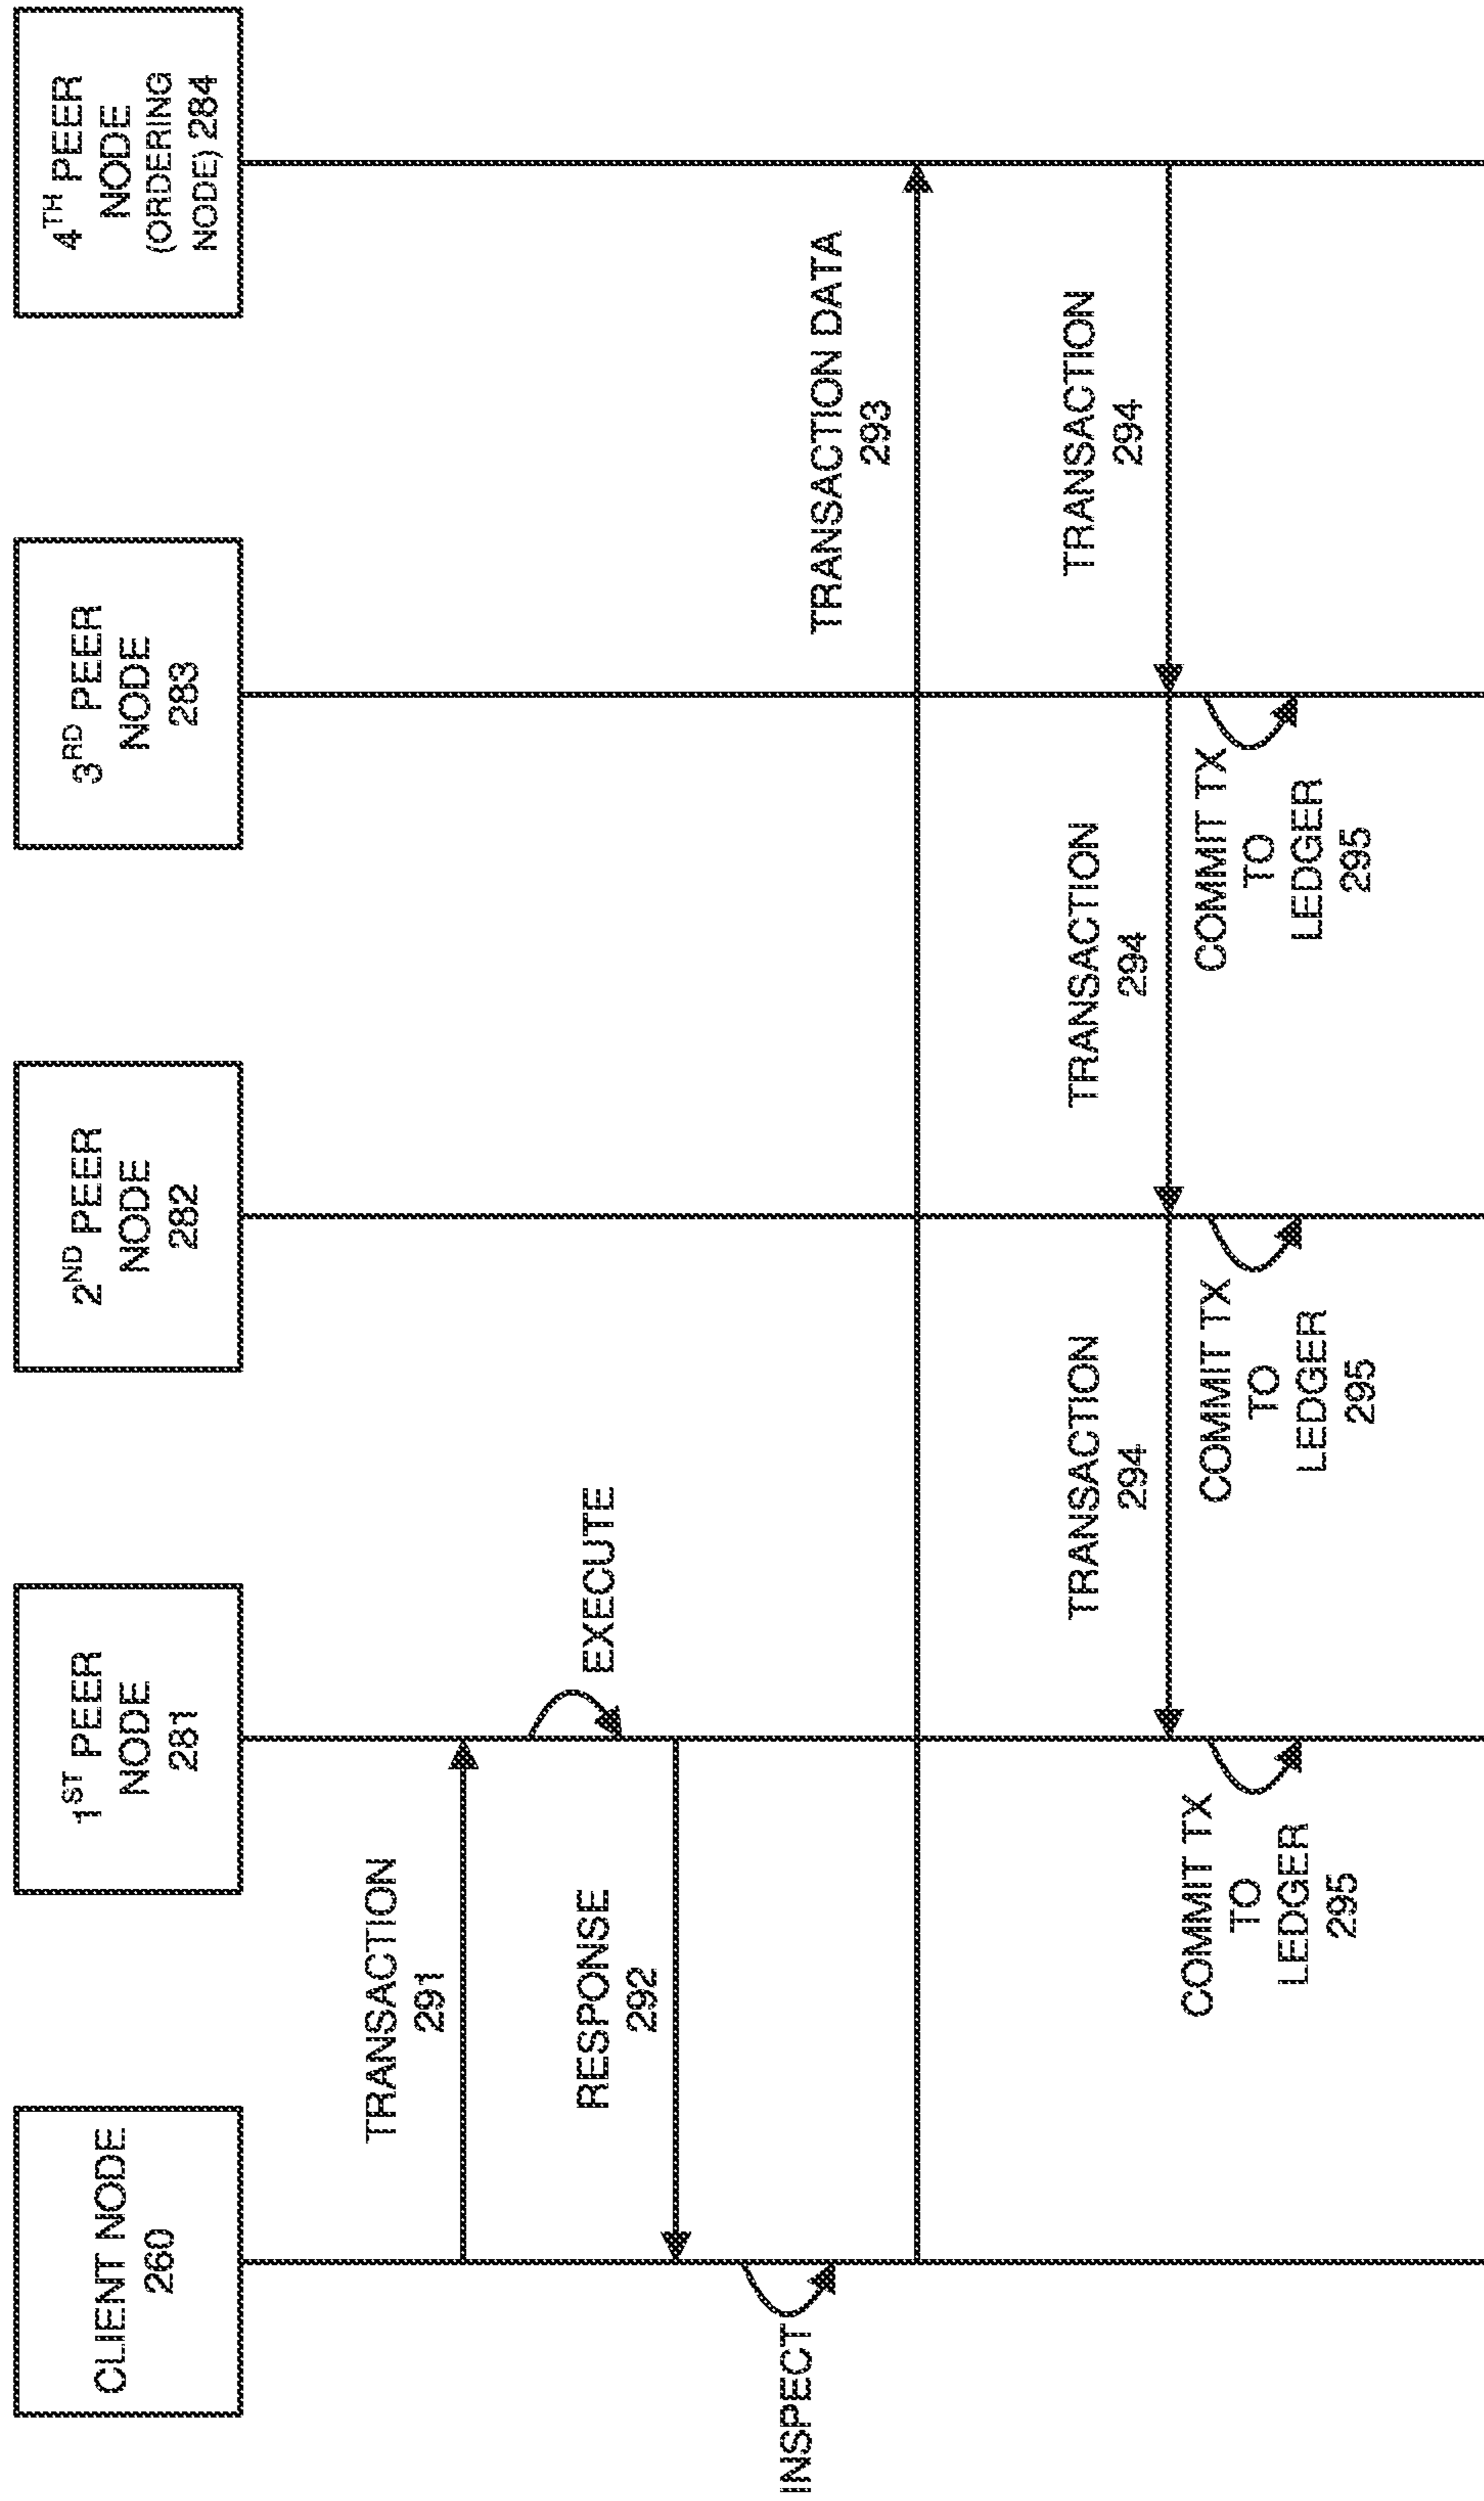 CLIENT NODE
260
1ST PEER
NODE
281
2ND PEER
NODE
282
3RD PEER
NODE
283
4TH PEER
NODE
(ORDERING
NODE) 284
TRANSACTION
291
EXECUTE
RESPONSE
292
INSPECT
TRANSACTION DATA
293
TRANSACTION
294
TRANSACTION
294
TRANSACTION
294
COMMIT TX
TO
LEDGER
295
COMMIT TX
TO
LEDGER
295
COMMIT TX
TO
LEDGER
295